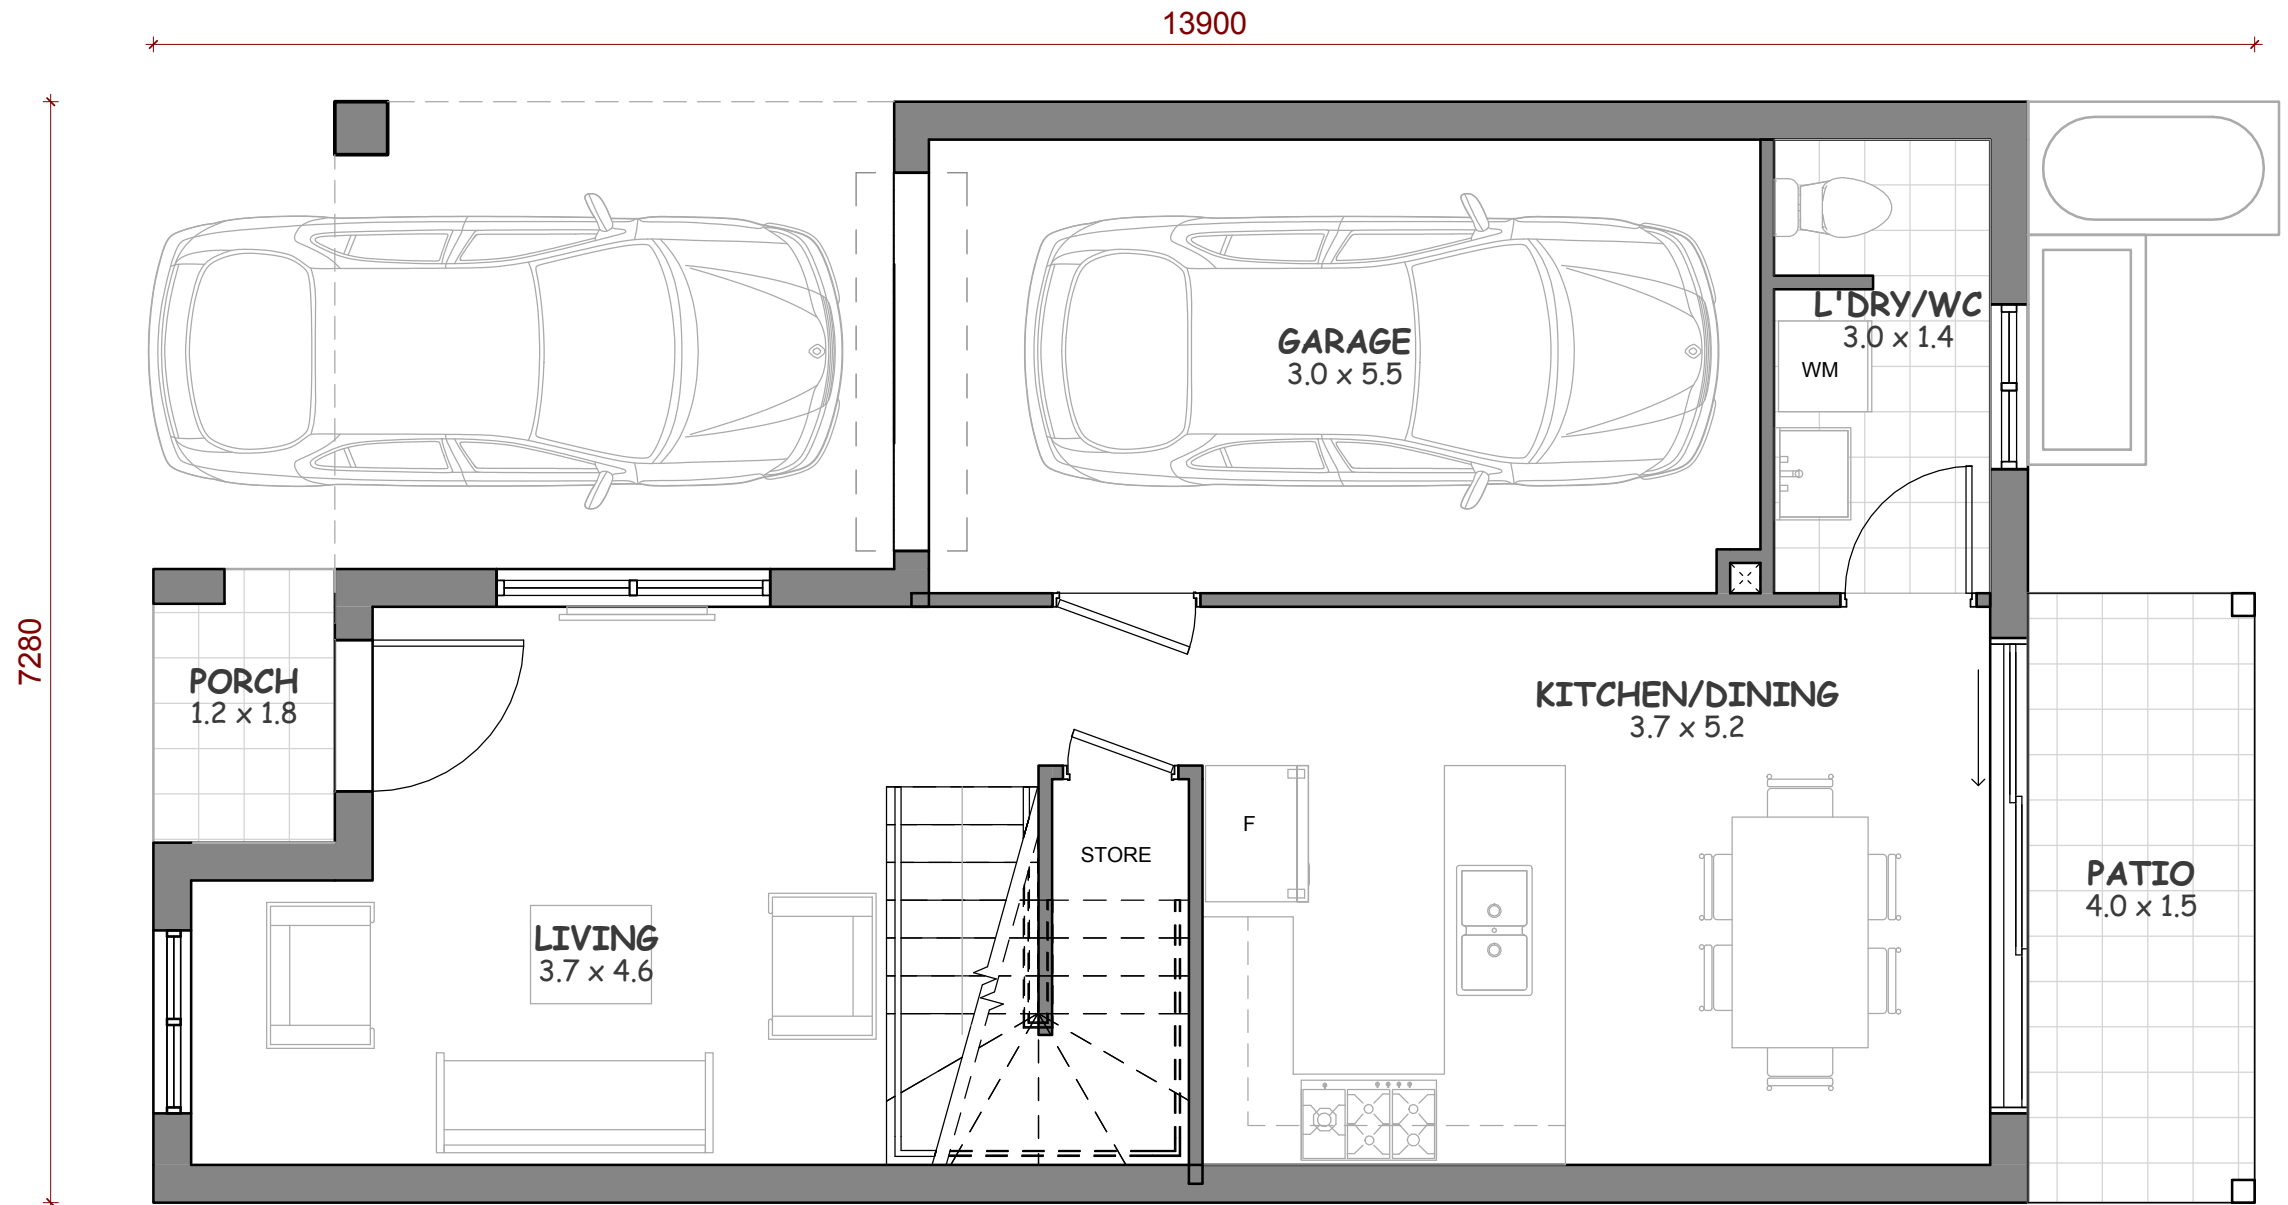 13900
7280
L'DRY/WC
3.0 x 1.4
GARAGE
3.0 x 5.5
WM
PORCH
1.2 x 1.8
KITCHEN/DINING
3.7 x 5.2
F
STORE
PATIO
4.0 x 1.5
LIVING
3.7 x 4.6